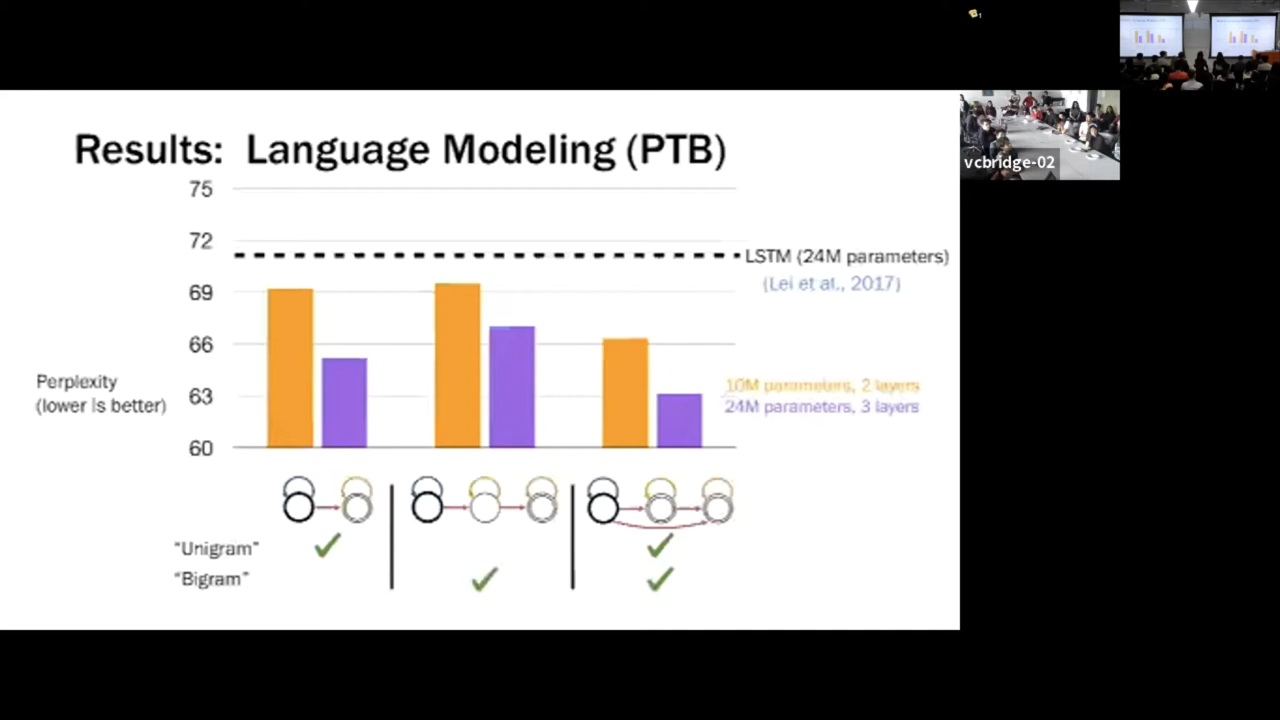 Results: Language Modeling (PTB)
75
72
69
66
63
60
Perplexity
(lower is better)
LSTM (24M parameters)
(Lei et al., 2017)
10M parameters, 2 layers
24M parameters, 3 layers
"Unigram"
"Bigram"
vcbridge-02